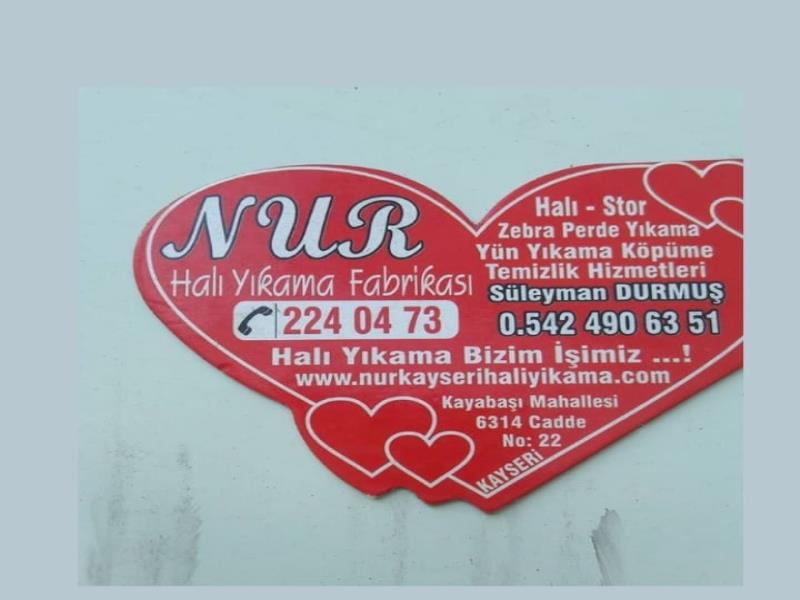 NUR
Halı Yıkama Fabrikası
224 04 73
Halı - Stor
Zebra Perde Yıkama
Yün Yıkama Köpüme
Temizlik Hizmetleri
Süleyman DURMUŞ
0.542 490 63 51
Halı Yıkama Bizim İşimiz ...!
www.nurkayserihaliyikama.com
Kayabaşı Mahallesi
6314 Cadde
No: 22
KAYSERİ